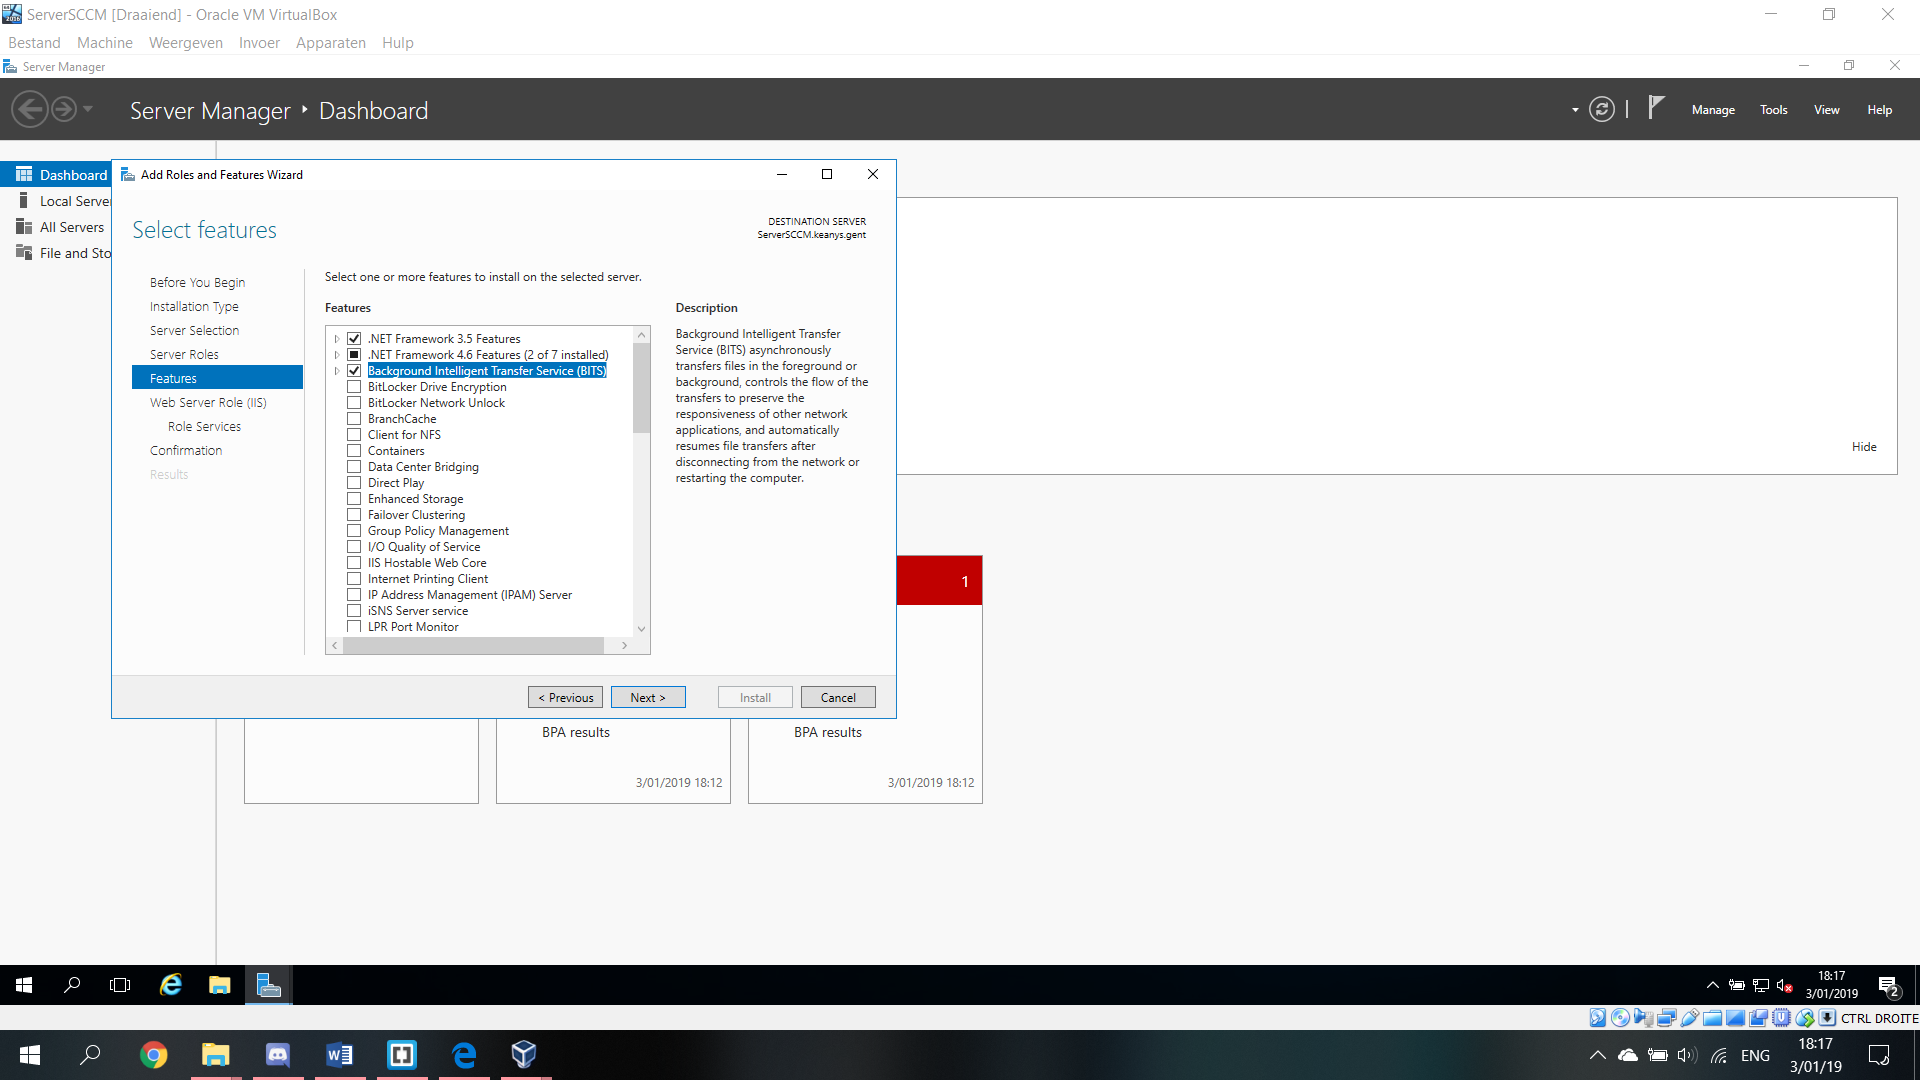 ServerSCCM [Draaiend] - Oracle VM VirtualBox
Bestand Machine Weergeven Invoer Apparaten Hulp
Server Manager
Server Manager Dashboard
Manage Tools View Help
Dashboard
Local Server
All Servers
File and Sto
Add Roles and Features Wizard
Select features
DESTINATION SERVER
ServerSCCM.keanys.gent
Before You Begin
Installation Type
Server Selection
Server Roles
Features
Web Server Role (IIS)
Role Services
Confirmation
Results
Select one or more features to install on the selected server.
Features
.NET Framework 3.5 Features
.NET Framework 4.6 Features (2 of 7 installed)
Background Intelligent Transfer Service (BITS)
BitLocker Drive Encryption
BitLocker Network Unlock
BranchCache
Client for NFS
Containers
Data Center Bridging
Direct Play
Enhanced Storage
Failover Clustering
Group Policy Management
I/O Quality of Service
IIS Hostable Web Core
Internet Printing Client
IP Address Management (IPAM) Server
iSNS Server service
LPR Port Monitor
Description
Background Intelligent Transfer
Service (BITS) asynchronously
transfers files in the foreground or
background, controls the flow of the
transfers to preserve the
responsiveness of other network
applications, and automatically
resumes file transfers after
disconnecting from the network or
restarting the computer.
< Previous Next > Install Cancel
Hide
1
BPA results
3/01/2019 18:12
BPA results
3/01/2019 18:12
18:17
3/01/2019
2
CTRL DROITE
ENG
18:17
3/01/19